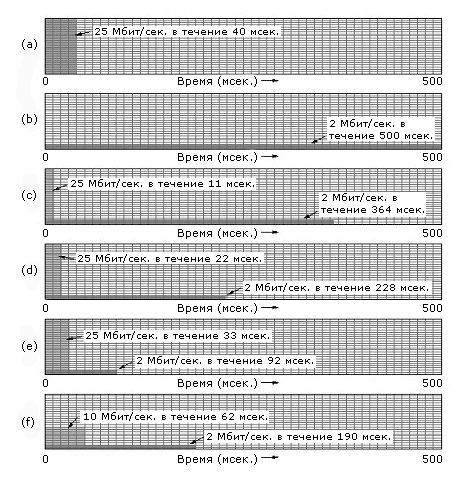 (a)
25 Мбит/сек. в течение 40 мсек.
0 Время (мсек.) → 500
(b)
2 Мбит/сек. в
течение 500 мсек.
0 Время (мсек.) → 500
(c)
25 Мбит/сек. в течение 11 мсек.
2 Мбит/сек. в
течение 364 мсек.
0 Время (мсек.) → 500
(d)
25 Мбит/сек. в течение 22 мсек.
2 Мбит/сек. в течение 228 мсек.
0 Время (мсек.) → 500
(e)
25 Мбит/сек. в течение 33 мсек.
2 Мбит/сек. в течение 92 мсек.
0 Время (мсек.) → 500
(f)
10 Мбит/сек. в течение 62 мсек.
2 Мбит/сек. в течение 190 мсек.
0 Время (мсек.) → 500